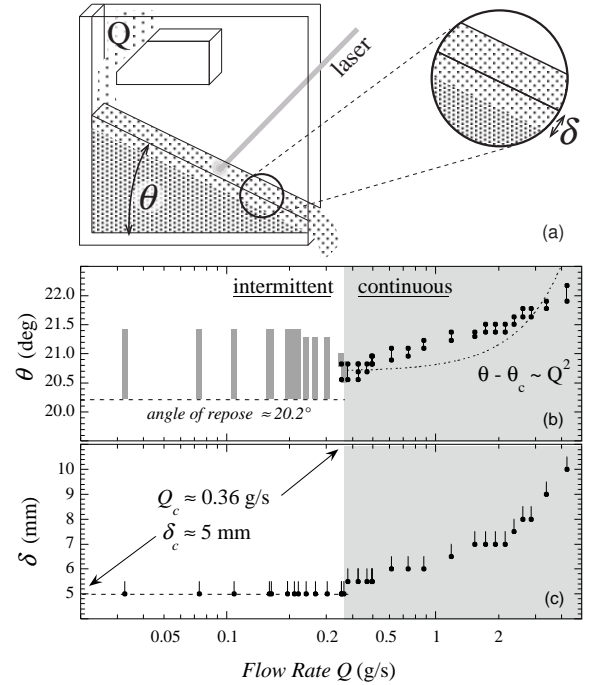 Q
laser
θ
δ
(a)
intermittent continuous
22.0
21.5
21.0
20.5
20.0
θ (deg)
θ - θc ~ Q²
angle of repose ≈20.2°
(b)
10
9
8
7
6
5
δ (mm)
Qc ≈ 0.36 g/s
δc ≈ 5 mm
(c)
0.05 0.1 0.2 0.5 1 2
Flow Rate Q (g/s)